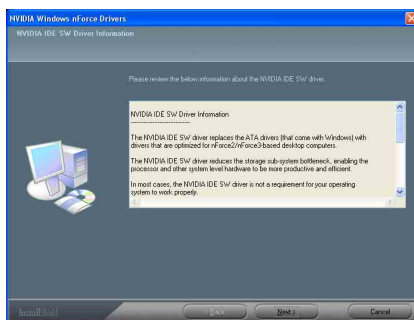 NVIDIA Windows nForce Drivers
NVIDIA IDE SW Driver Information
Please review the below information about the NVIDIA IDE SW driver.
NVIDIA IDE SW Driver Information
--------------------------------
The NVIDIA IDE SW driver replaces the ATA drivers (that come with Windows) with
drivers that are optimized for nForce2/nForce3-based desktop computers.
The NVIDIA IDE SW driver reduces the storage sub-system bottleneck, enabling the
processor and other system level hardware to be more productive and efficient.
In most cases, the NVIDIA IDE SW driver is not a requirement for your operating
system to work properly.
InstallShield
< Back
Next >
Cancel